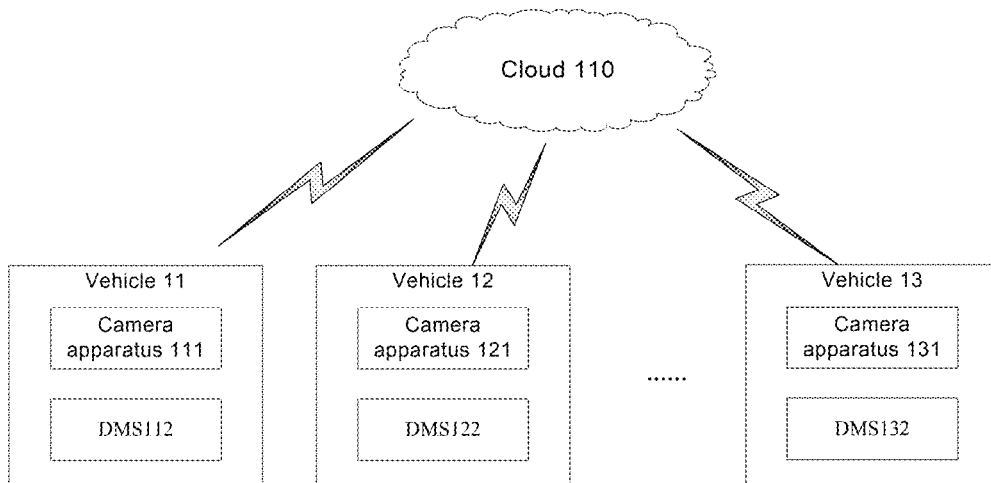 Cloud 110
Vehicle 11
Camera
apparatus 111
DMS112
Vehicle 12
Camera
apparatus 121
DMS122
......
Vehicle 13
Camera
apparatus 131
DMS132